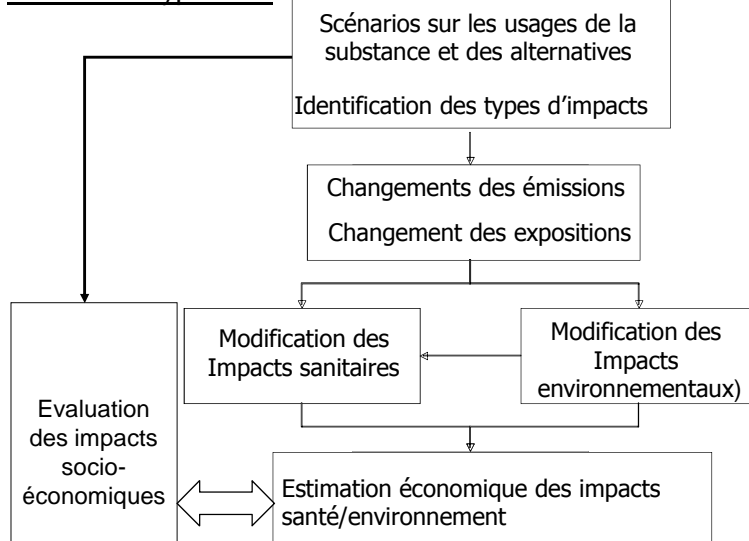 Scénarios sur les usages de la
substance et des alternatives
Identification des types d'impacts
Changements des émissions
Changement des expositions
Modification des
Impacts sanitaires
Modification des
Impacts
environnementaux)
Evaluation
des impacts
socio-
économiques
Estimation économique des impacts
santé/environnement